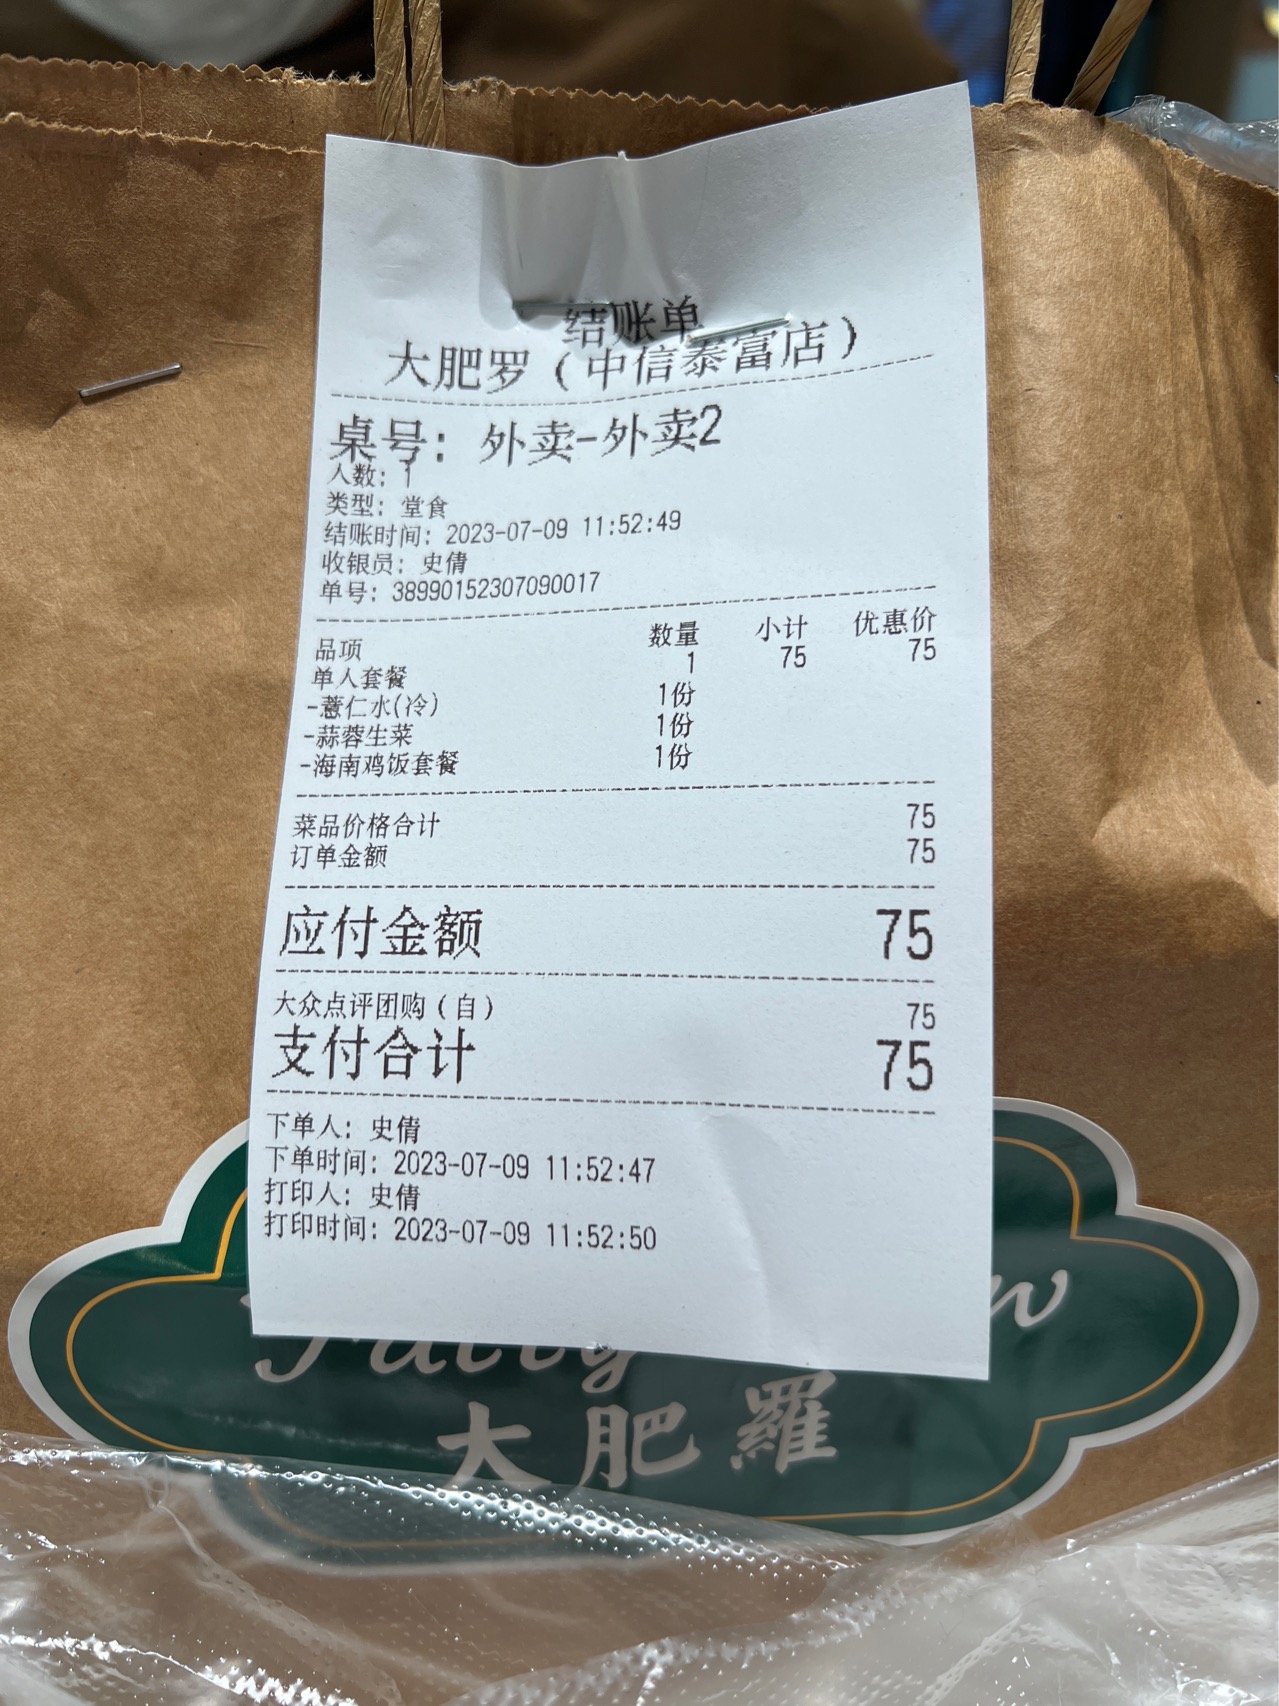 结账单
大肥罗（中信泰富店）
桌号：外卖-外卖2
人数：1
类型：堂食
结账时间：2023-07-09 11:52:49
收银员：史倩
单号：38990152307090017
品项 数量 小计 优惠价
单人套餐 1 75 75
-薏仁水(冷) 1份
-蒜蓉生菜 1份
-海南鸡饭套餐 1份
菜品价格合计 75
订单金额 75
应付金额 75
大众点评团购（自） 75
支付合计 75
下单人：史倩
下单时间：2023-07-09 11:52:47
打印人：史倩
打印时间：2023-07-09 11:52:50
大肥羅